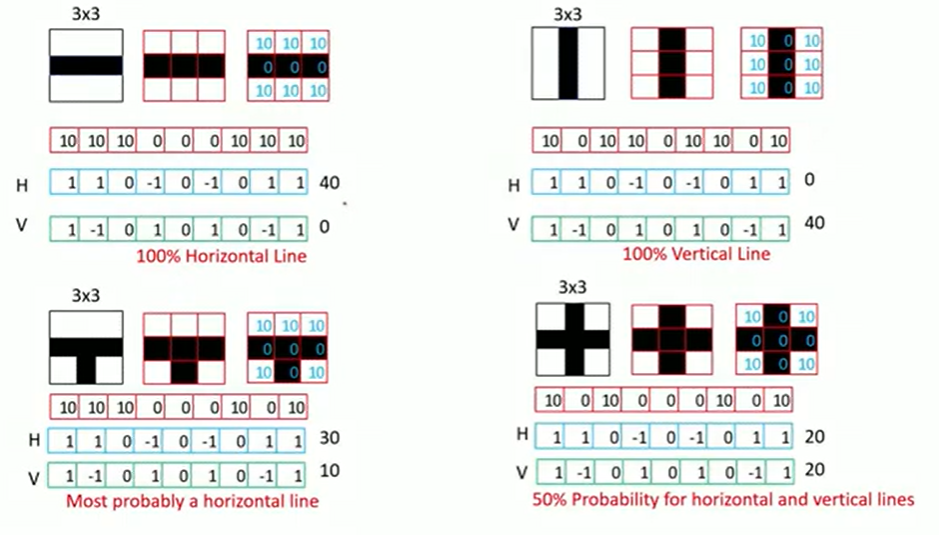 3x3
10 10 10
0 0 0
10 10 10
10 10 10 0 0 0 10 10 10
H 1 1 0 -1 0 -1 0 1 1 40
V 1 -1 0 1 0 1 0 -1 1 0
100% Horizontal Line
3x3
10 0 10
10 0 10
10 0 10
10 0 10 10 0 10 10 0 10
H 1 1 0 -1 0 -1 0 1 1 0
V 1 -1 0 1 0 1 0 -1 1 40
100% Vertical Line
3x3
10 10 10
0 0 0
10 0 10
10 10 10 0 0 0 10 0 10
H 1 1 0 -1 0 -1 0 1 1 30
V 1 -1 0 1 0 1 0 -1 1 10
Most probably a horizontal line
3x3
10 0 10
0 0 0
10 0 10
10 0 10 0 0 0 10 0 10
H 1 1 0 -1 0 -1 0 1 1 20
V 1 -1 0 1 0 1 0 -1 1 20
50% Probability for horizontal and vertical lines